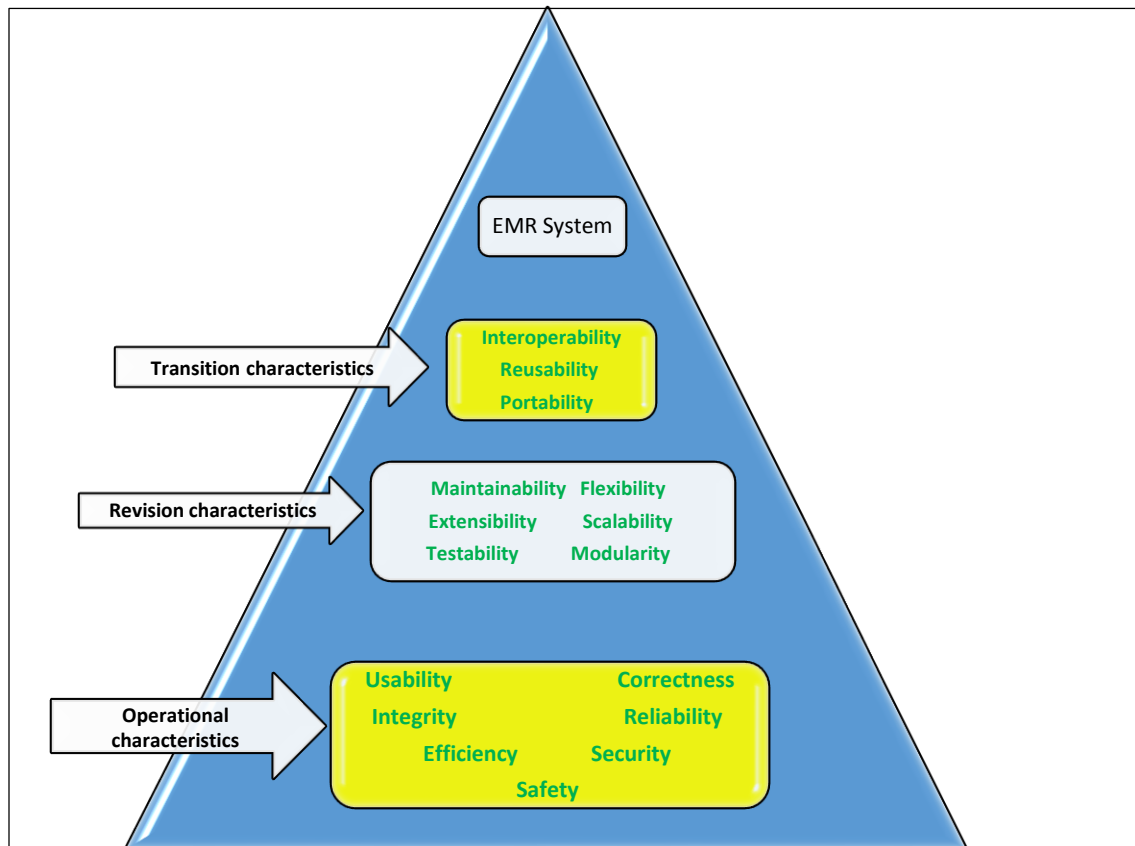 EMR System
Transition characteristics
Interoperability
Reusability
Portability
Revision characteristics
Maintainability Flexibility
Extensibility Scalability
Testability Modularity
Operational
characteristics
Usability Correctness
Integrity Reliability
Efficiency Security
Safety